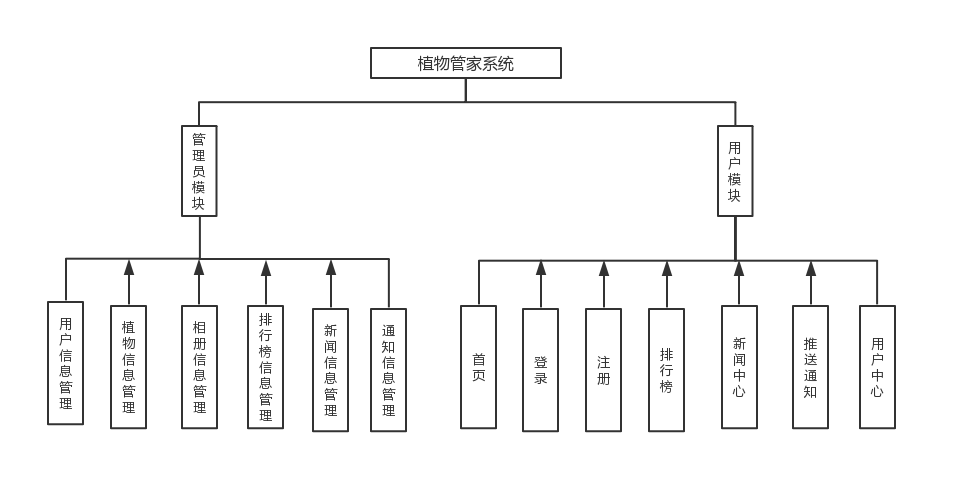 植物管家系统
管理员模块
用户模块
用户信息管理
植物信息管理
相册信息管理
排行榜信息管理
新闻信息管理
通知信息管理
首页
登录
注册
排行榜
新闻中心
推送通知
用户中心